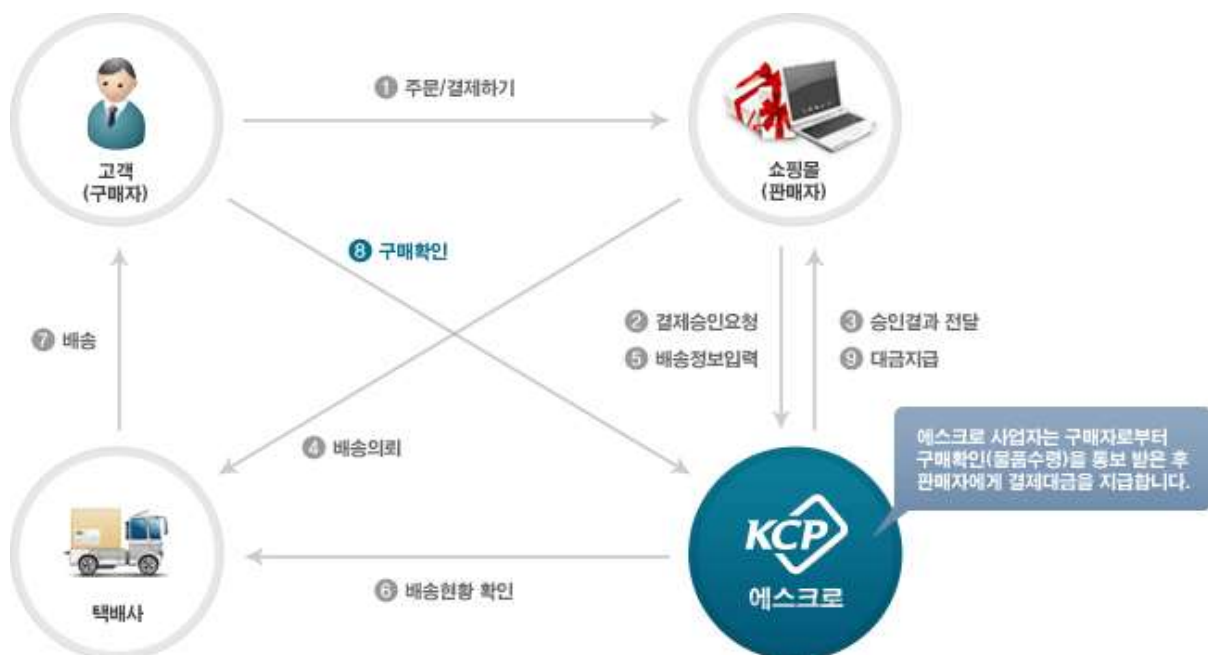 ① 주문/결제하기
고객
(구매자)
쇼핑몰
(판매자)
⑧ 구매확인
② 결제승인요청
③ 승인결과 전달
⑦ 배송
⑤ 배송정보입력
⑨ 대금지급
④ 배송의뢰
에스크로 사업자는 구매자로부터
구매확인(물품수령)을 통보 받은 후
판매자에게 결제대금을 지급합니다.
KCP
에스크로
⑥ 배송현황 확인
택배사